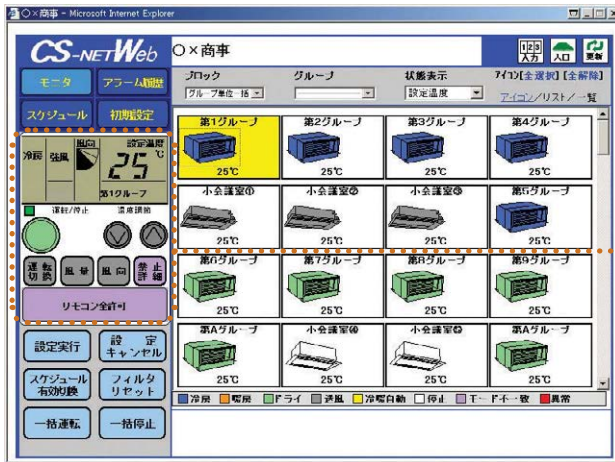 〇×商事 - Microsoft Internet Explorer
CS-NETWeb
〇×商事
123
入力
入口
更新
モニタ
アラーム履歴
スケジュール
初期設定
ブロック
グループ
状態表示
アイコン[全選択] [全解除]
グループ単位一括
設定温度
アイコン/リスト/一覧
冷房
強風
風向
設定温度
25℃
第1グループ
運転/停止
温度調節
運転切換
風量
風向
禁止詳細
リモコン全許可
設定実行
設定キャンセル
スケジュール有効切換
フィルタリセット
一括運転
一括停止
第1グループ
第2グループ
第3グループ
第4グループ
25℃
25℃
25℃
25℃
小会議室①
小会議室②
小会議室③
第5グループ
25℃
25℃
25℃
25℃
第6グループ
第7グループ
第8グループ
第9グループ
25℃
25℃
25℃
25℃
第Aグループ
小会議室
小会議室
第Aグループ
25℃
25℃
25℃
25℃
冷房 暖房 ドライ 送風 冷暖自動 停止 モード不一致 異常